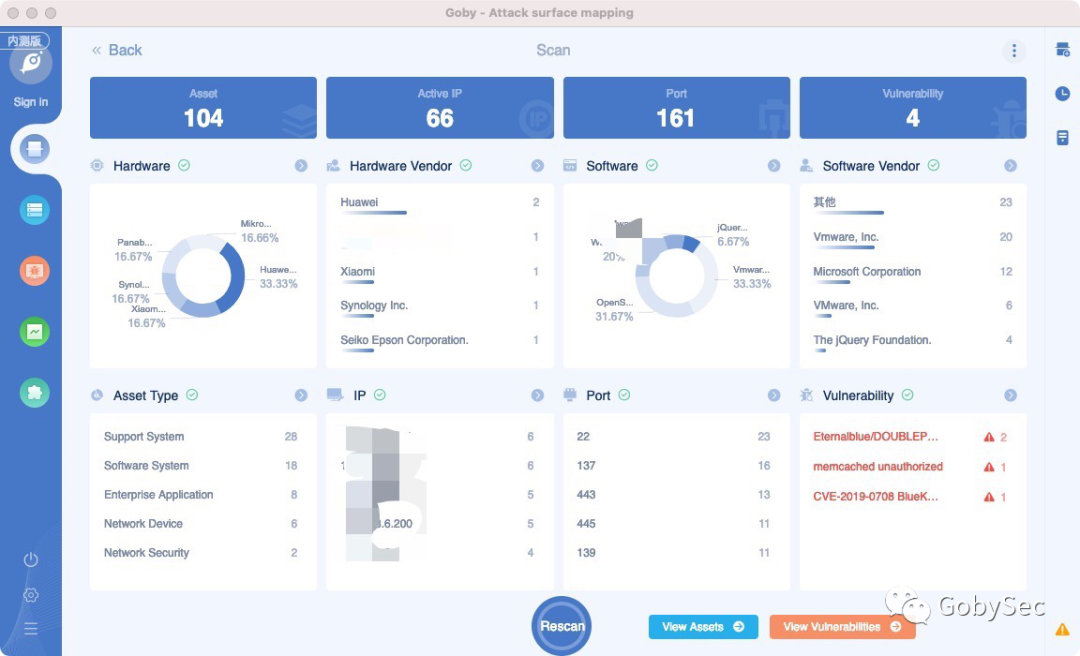 Goby - Attack surface mapping
内测版
Sign in
« Back
Scan
Asset
104
Active IP
66
Port
161
Vulnerability
4
Hardware
Mikro...
16.66%
Panab...
16.67%
Huawe...
33.33%
Synol...
16.67%
Xiaom...
16.67%
Hardware Vendor
Huawei 2
1
Xiaomi 1
Synology Inc. 1
Seiko Epson Corporation. 1
Software
jQuer...
6.67%
20%
Vmwar...
33.33%
OpenS...
31.67%
Software Vendor
其他 23
Vmware, Inc. 20
Microsoft Corporation 12
VMware, Inc. 6
The jQuery Foundation. 4
Asset Type
Support System 28
Software System 18
Enterprise Application 8
Network Device 6
Network Security 2
IP
6
6
5
.6.200 5
4
Port
22 23
137 16
443 13
445 11
139 11
Vulnerability
Eternalblue/DOUBLEP... 2
memcached unauthorized 1
CVE-2019-0708 BlueK... 1
Rescan
View Assets
View Vulnerabilities
GobySec